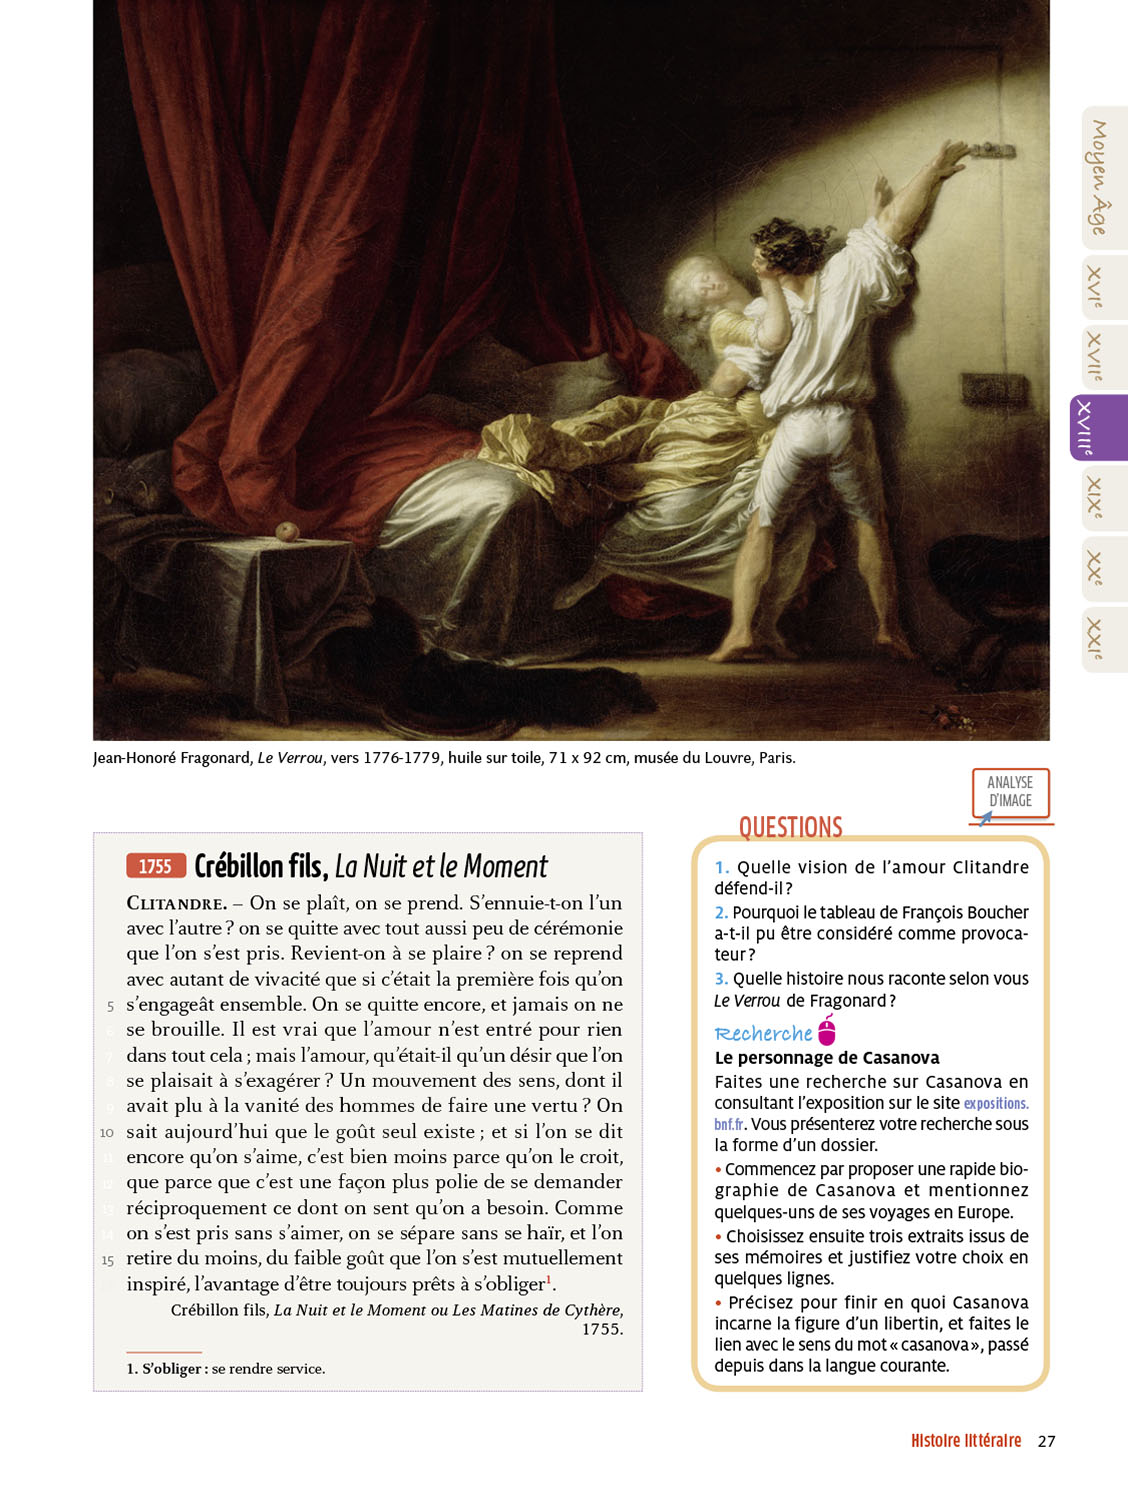 Moyen Âge
XVIe
XVIIe
XVIIIe
XIXe
XXe
XXIe
Jean-Honoré Fragonard, Le Verrou, vers 1776-1779, huile sur toile, 71 x 92 cm, musée du Louvre, Paris.
ANALYSE
D'IMAGE
1755 Crébillon fils, La Nuit et le Moment
CLITANDRE. – On se plaît, on se prend. S'ennuie-t-on l'un
avec l'autre ? on se quitte avec tout aussi peu de cérémonie
que l'on s'est pris. Revient-on à se plaire ? on se reprend
avec autant de vivacité que si c'était la première fois qu'on
5 s'engageât ensemble. On se quitte encore, et jamais on ne
6 se brouille. Il est vrai que l'amour n'est entré pour rien
7 dans tout cela ; mais l'amour, qu'était-il qu'un désir que l'on
8 se plaisait à s'exagérer ? Un mouvement des sens, dont il
9 avait plu à la vanité des hommes de faire une vertu ? On
10 sait aujourd'hui que le goût seul existe ; et si l'on se dit
11 encore qu'on s'aime, c'est bien moins parce qu'on le croit,
12 que parce que c'est une façon plus polie de se demander
13 réciproquement ce dont on sent qu'on a besoin. Comme
14 on s'est pris sans s'aimer, on se sépare sans se haïr, et l'on
15 retire du moins, du faible goût que l'on s'est mutuellement
inspiré, l'avantage d'être toujours prêts à s'obliger1.
Crébillon fils, La Nuit et le Moment ou Les Matines de Cythère,
1755.
1. S'obliger : se rendre service.
QUESTIONS
1. Quelle vision de l'amour Clitandre
défend-il ?
2. Pourquoi le tableau de François Boucher
a-t-il pu être considéré comme provoca-
teur ?
3. Quelle histoire nous raconte selon vous
Le Verrou de Fragonard ?
Recherche
Le personnage de Casanova
Faites une recherche sur Casanova en
consultant l'exposition sur le site expositions.
bnf.fr. Vous présenterez votre recherche sous
la forme d'un dossier.
• Commencez par proposer une rapide bio-
graphie de Casanova et mentionnez
quelques-uns de ses voyages en Europe.
• Choisissez ensuite trois extraits issus de
ses mémoires et justifiez votre choix en
quelques lignes.
• Précisez pour finir en quoi Casanova
incarne la figure d'un libertin, et faites le
lien avec le sens du mot « casanova », passé
depuis dans la langue courante.
Histoire littéraire 27